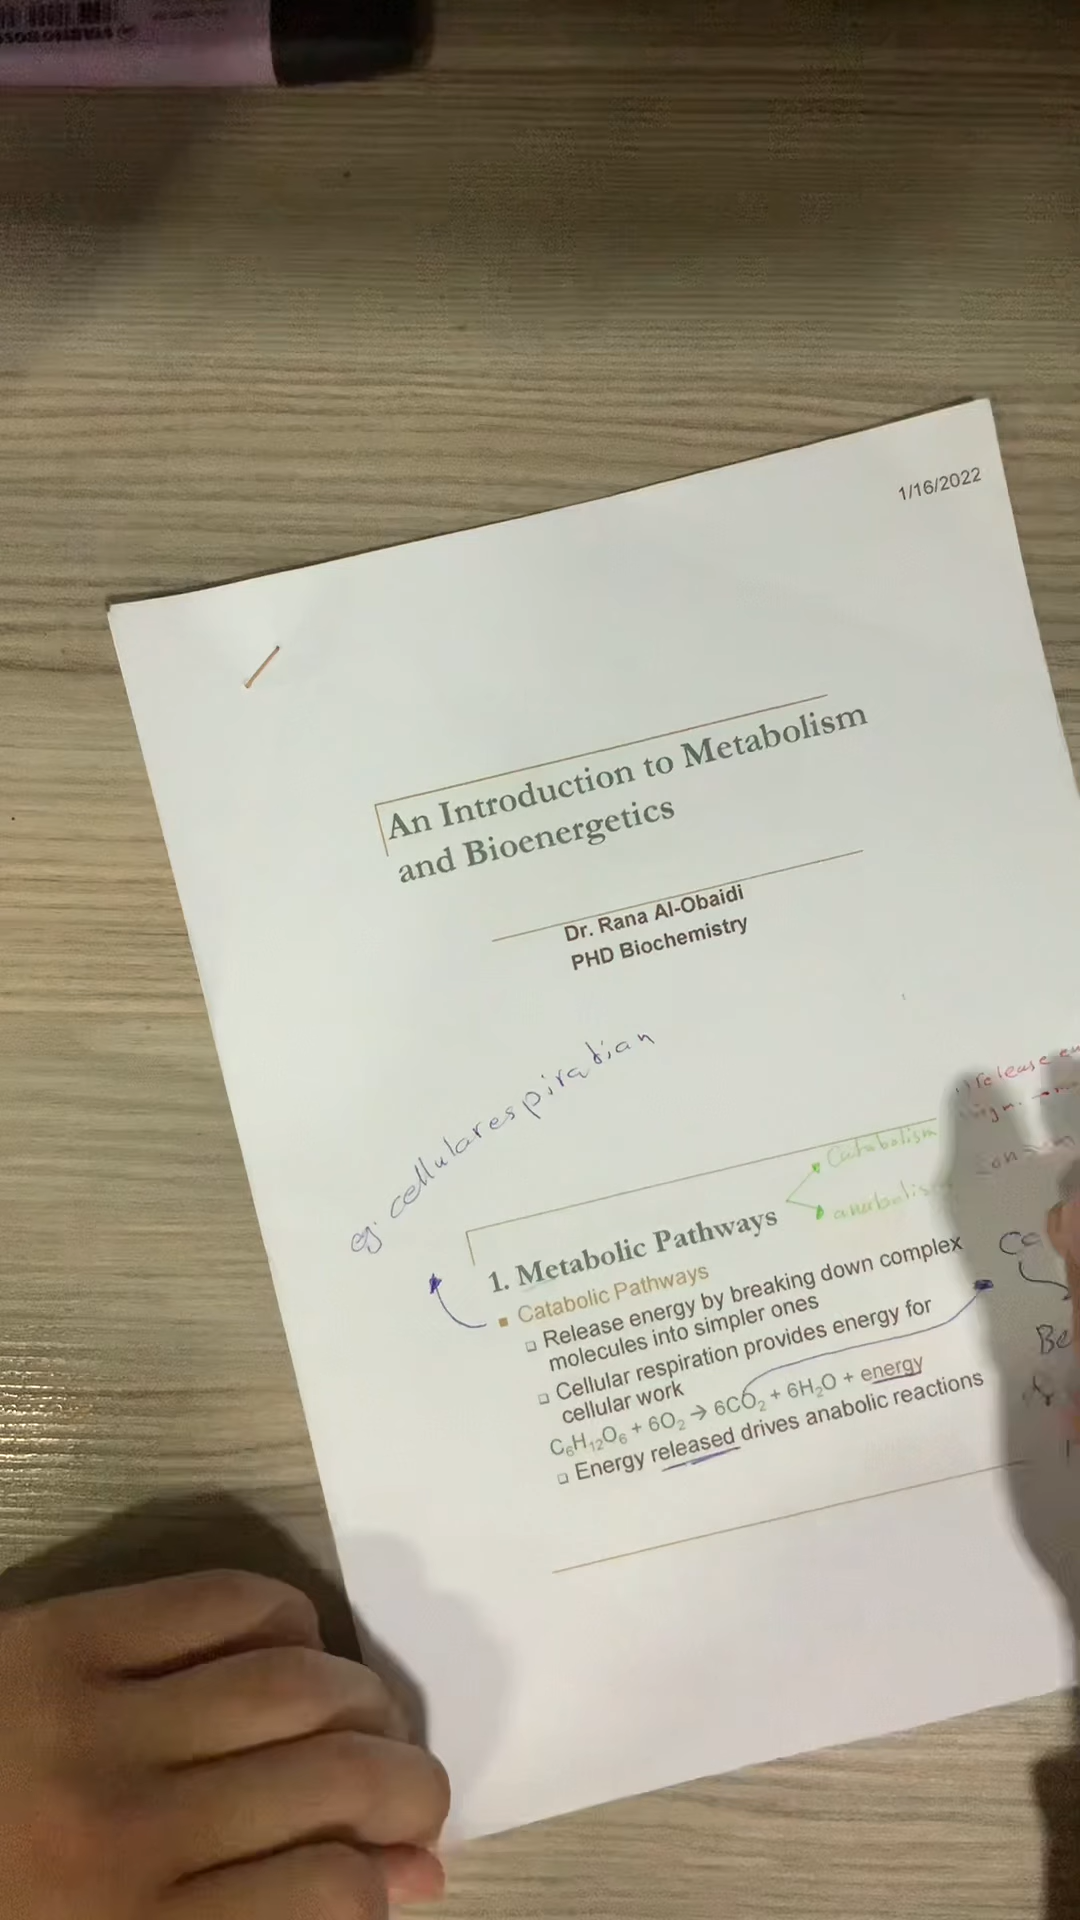 1/16/2022
An Introduction to Metabolism
and Bioenergetics
Dr. Rana Al-Obaidi
PHD Biochemistry
eg. cellularespiration
release
Catabolism
anabolism
1. Metabolic Pathways
▪ Catabolic Pathways
❑ Release energy by breaking down complex
molecules into simpler ones
❑ Cellular respiration provides energy for
cellular work
C₆H₁₂O₆ + 6O₂ → 6CO₂ + 6H₂O + energy
❑ Energy released drives anabolic reactions